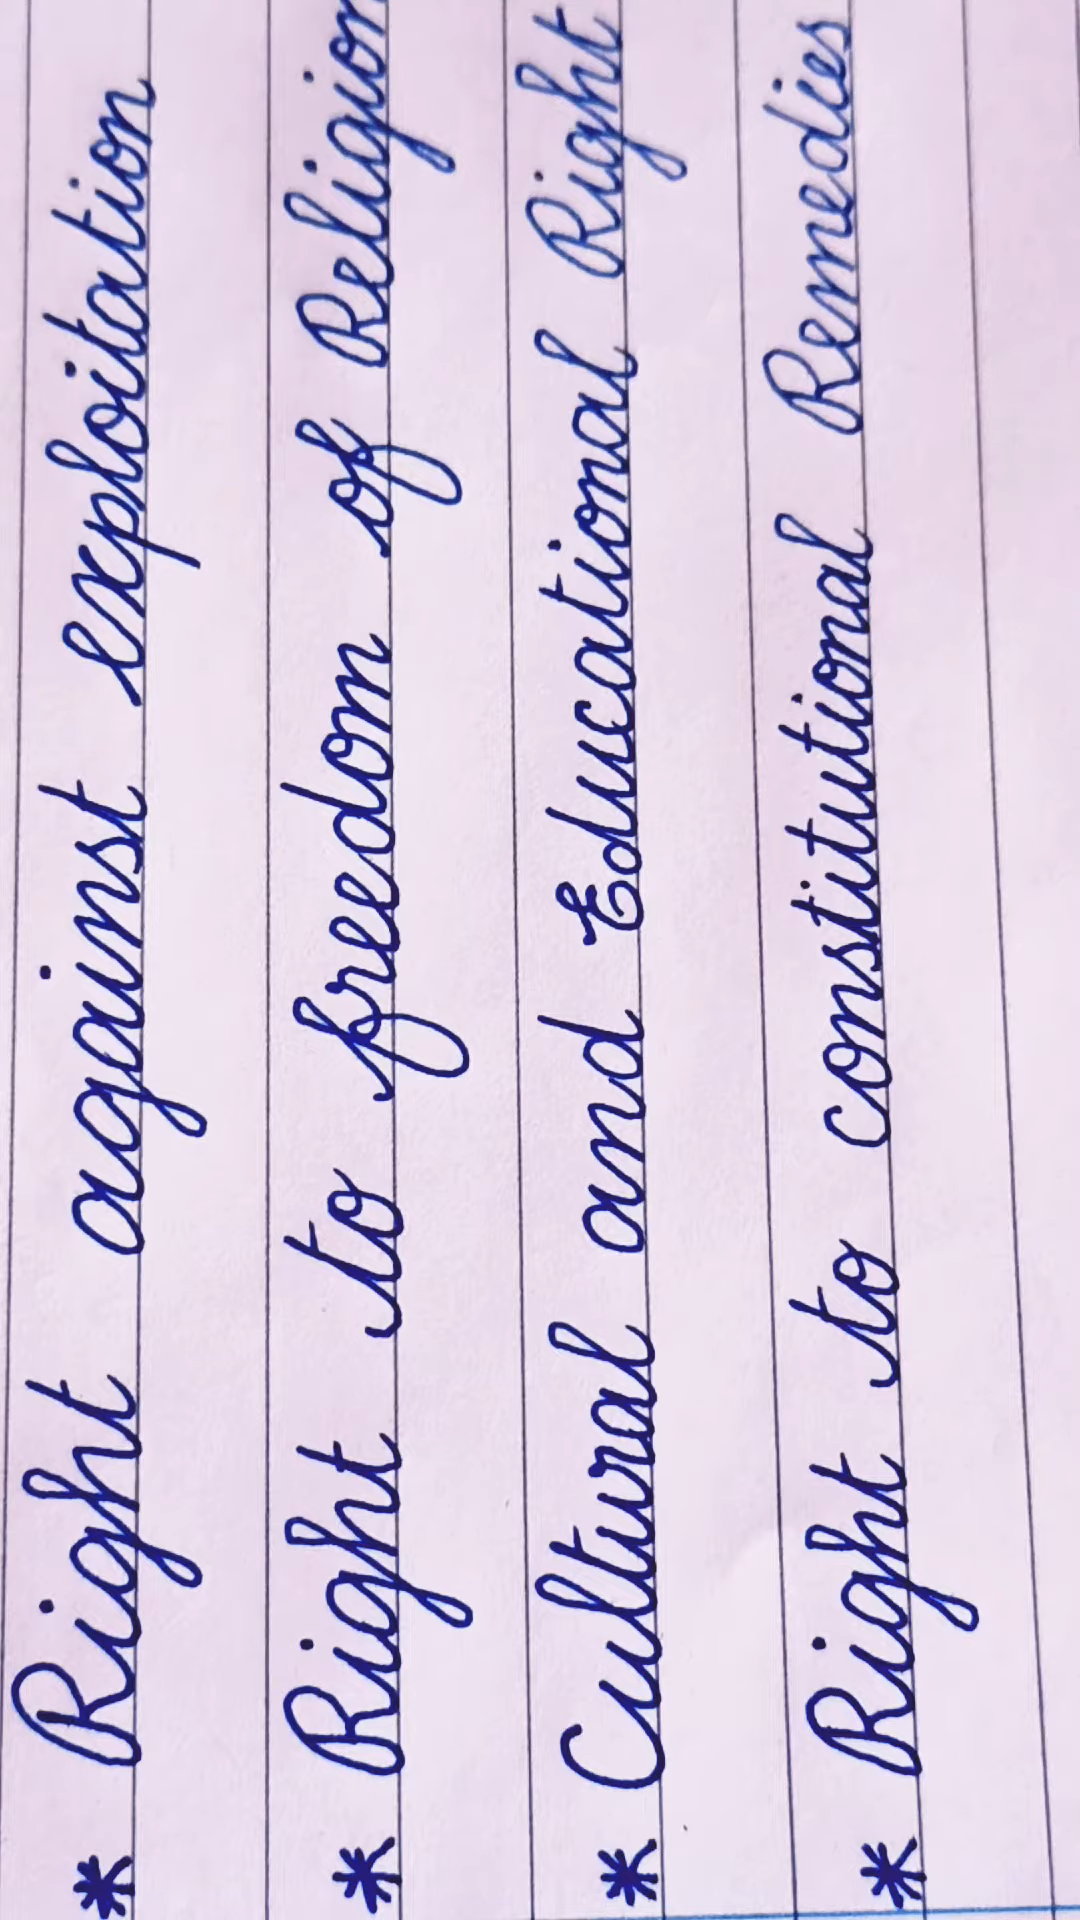 * Right against exploitation
* Right to freedom of Religion
* Cultural and Educational Right
* Right to constitutional Remedies